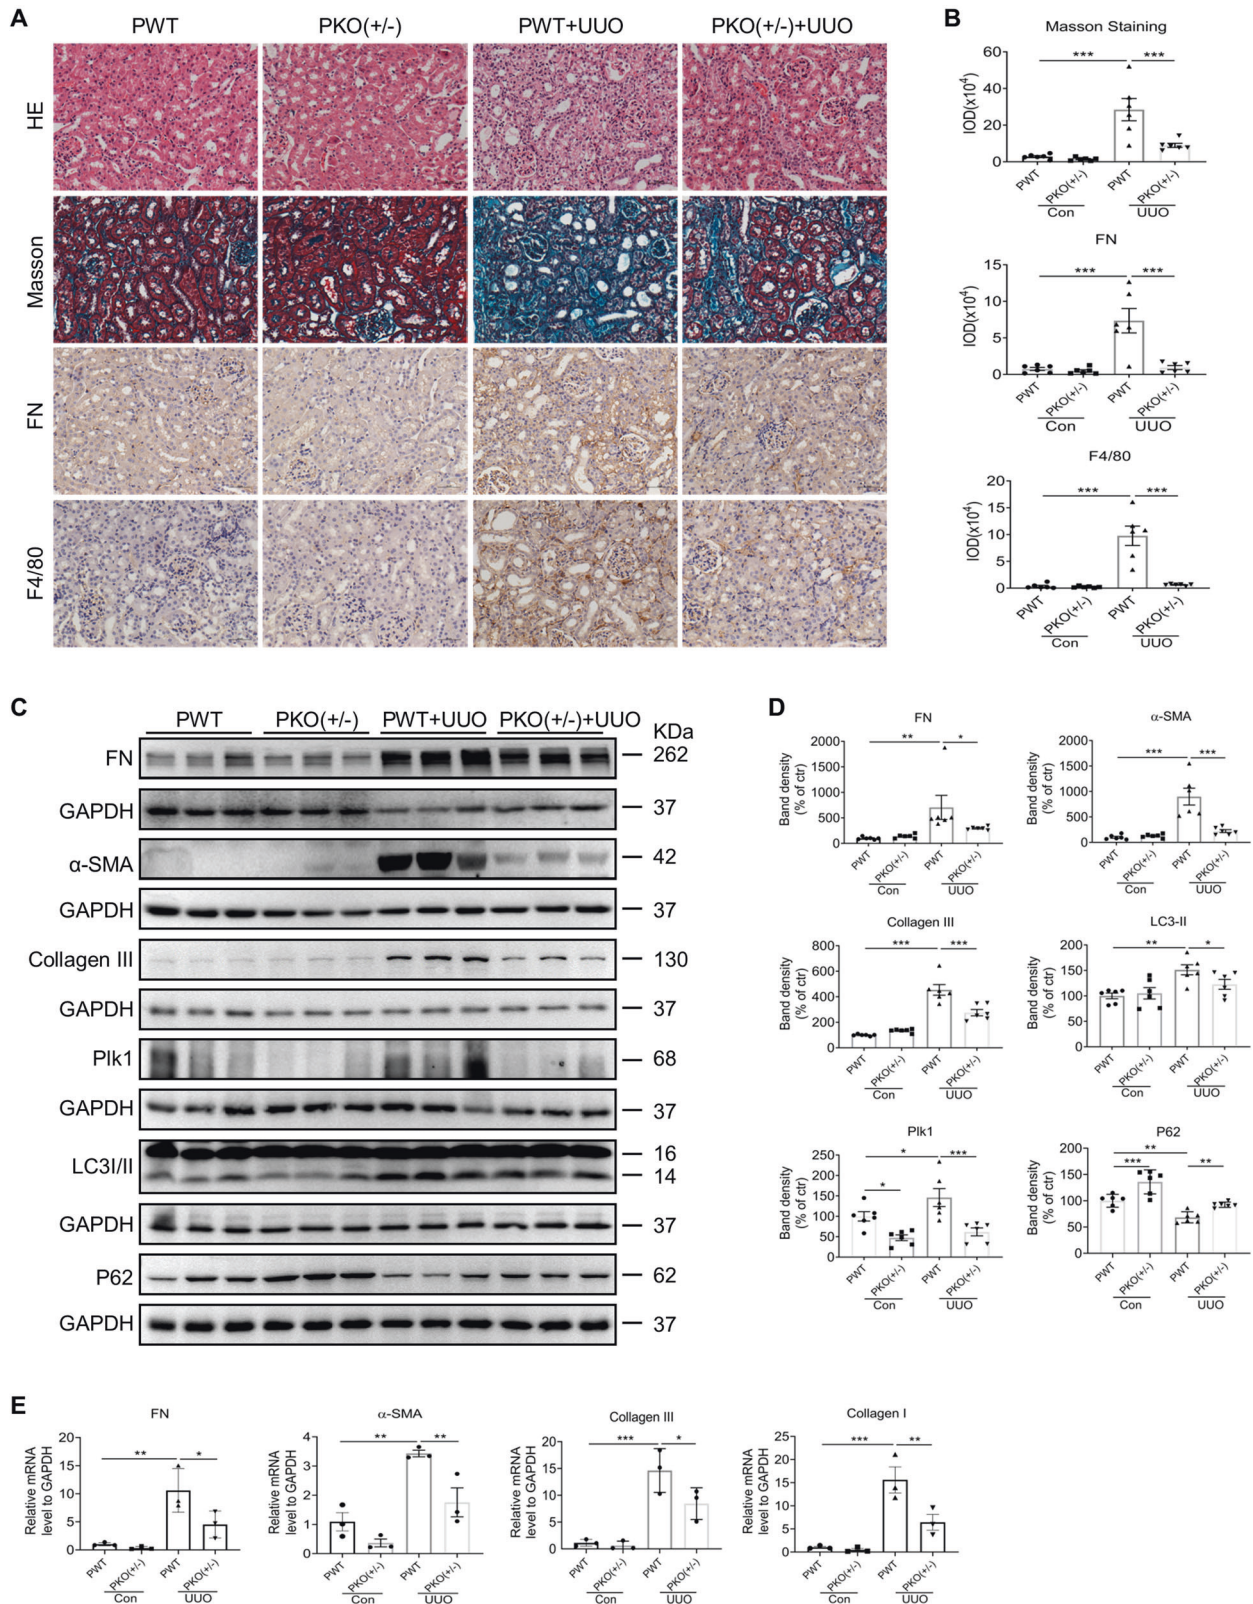 A
PWT PKO(+/-) PWT+UUO PKO(+/-)+UUO
HE
Masson
FN
F4/80
B
Masson Staining
IOD(x10⁴)
60
40
20
0
*** ***
PWT PKO(+/-) PWT PKO(+/-)
Con UUO
FN
IOD(x10⁴)
15
10
5
0
*** ***
PWT PKO(+/-) PWT PKO(+/-)
Con UUO
F4/80
IOD(x10⁴)
20
15
10
5
0
*** ***
PWT PKO(+/-) PWT PKO(+/-)
Con UUO
C
PWT PKO(+/-) PWT+UUO PKO(+/-)+UUO KDa
FN 262
GAPDH 37
α-SMA 42
GAPDH 37
Collagen III 130
GAPDH 37
Plk1 68
GAPDH 37
LC3I/II 16
14
GAPDH 37
P62 62
GAPDH 37
D
FN
Band density
(% of ctr)
2000
1500
1000
500
0
** *
PWT PKO(+/-) PWT PKO(+/-)
Con UUO
α-SMA
Band density
(% of ctr)
2000
1500
1000
500
0
*** ***
PWT PKO(+/-) PWT PKO(+/-)
Con UUO
Collagen III
Band density
(% of ctr)
800
600
400
200
0
*** ***
PWT PKO(+/-) PWT PKO(+/-)
Con UUO
LC3-II
Band density
(% of ctr)
200
150
100
50
0
** *
PWT PKO(+/-) PWT PKO(+/-)
Con UUO
Plk1
Band density
(% of ctr)
250
200
150
100
50
0
* ***
*
PWT PKO(+/-) PWT PKO(+/-)
Con UUO
P62
Band density
(% of ctr)
200
150
100
50
0
**
*** **
PWT PKO(+/-) PWT PKO(+/-)
Con UUO
E
FN
Relative mRNA
level to GAPDH
20
15
10
5
0
** *
PWT PKO(+/-) PWT PKO(+/-)
Con UUO
α-SMA
Relative mRNA
level to GAPDH
4
3
2
1
0
** **
PWT PKO(+/-) PWT PKO(+/-)
Con UUO
Collagen III
Relative mRNA
level to GAPDH
20
15
10
5
0
*** *
PWT PKO(+/-) PWT PKO(+/-)
Con UUO
Collagen I
Relative mRNA
level to GAPDH
25
20
15
10
5
0
*** **
PWT PKO(+/-) PWT PKO(+/-)
Con UUO